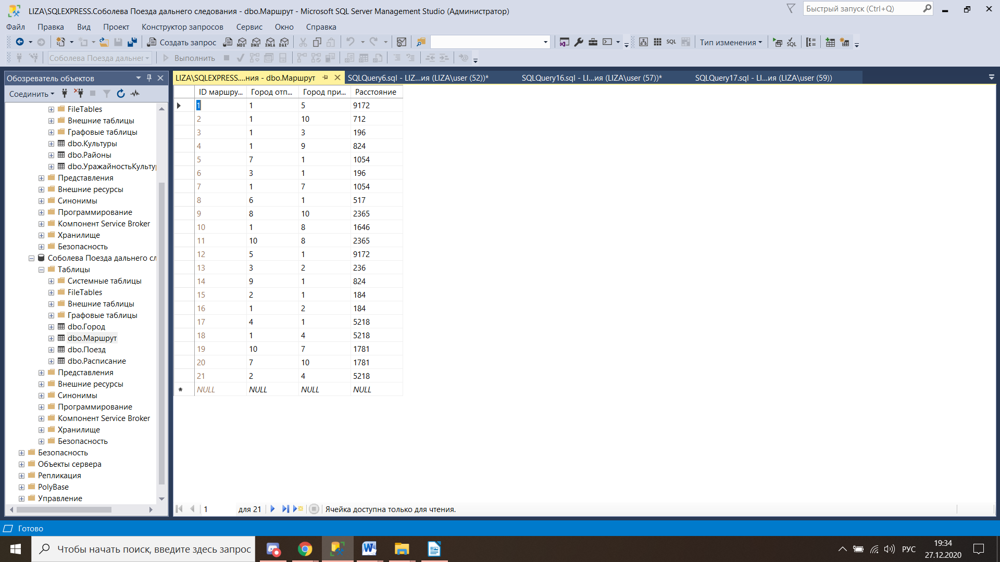 LIZA\SQLEXPRESS.Соболева Поезда дальнего следования - dbo.Маршрут - Microsoft SQL Server Management Studio (Администратор)
Быстрый запуск (Ctrl+Q)
Файл Правка Вид Проект Конструктор запросов Сервис Окно Справка
Создать запрос MDX DMX XMLA DAX SQL Тип изменения SQL
Соболева Поезда дальнег Выполнить
Обозреватель объектов
Соединить
FileTables
Внешние таблицы
Графовые таблицы
dbo.Культуры
dbo.Районы
dbo.УражайностьКультур
Представления
Внешние ресурсы
Синонимы
Программирование
Компонент Service Broker
Хранилище
Безопасность
Соболева Поезда дальнего сл
Таблицы
Системные таблицы
FileTables
Внешние таблицы
Графовые таблицы
dbo.Город
dbo.Маршрут
dbo.Поезд
dbo.Расписание
Представления
Внешние ресурсы
Синонимы
Программирование
Компонент Service Broker
Хранилище
Безопасность
Безопасность
Объекты сервера
Репликация
PolyBase
Управление
LIZA\SQLEXPRESS....ния - dbo.Маршрут SQLQuery6.sql - LIZ...ия (LIZA\user (52))* SQLQuery16.sql - LI...ия (LIZA\user (57))* SQLQuery17.sql - LI...ия (LIZA\user (59))
ID маршру... Город отп... Город при... Расстояние
1 1 5 9172
2 1 10 712
3 1 3 196
4 1 9 824
5 7 1 1054
6 3 1 196
7 1 7 1054
8 6 1 517
9 8 10 2365
10 1 8 1646
11 10 8 2365
12 5 1 9172
13 3 2 236
14 9 1 824
15 2 1 184
16 1 2 184
17 4 1 5218
18 1 4 5218
19 10 7 1781
20 7 10 1781
21 2 4 5218
NULL NULL NULL NULL
1 для 21 Ячейка доступна только для чтения.
Готово
Чтобы начать поиск, введите здесь запрос
РУС
19:34
27.12.2020